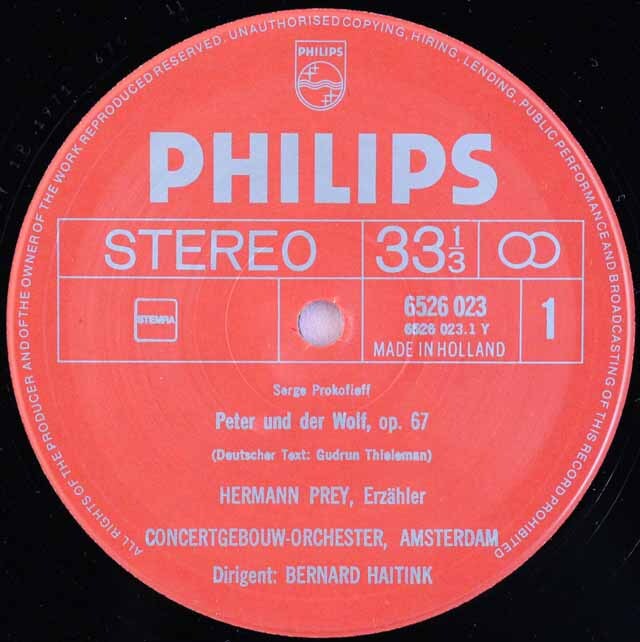 ALL RIGHTS OF THE PRODUCER AND OF THE OWNER OF THE WORK REPRODUCED RESERVED. UNAUTHORISED COPYING, HIRING, LENDING, PUBLIC PERFORMANCE AND BROADCASTING OF THIS RECORD PROHIBITED
PHILIPS
PHILIPS
STEREO 33 1/3
STEMRA
6526 023
6526 023.1 Y
MADE IN HOLLAND
1
Serge Prokofieff
Peter und der Wolf, op. 67
(Deutscher Text: Gudrun Thieleman)
HERMANN PREY, Erzähler
CONCERTGEBOUW-ORCHESTER, AMSTERDAM
Dirigent: BERNARD HAITINK